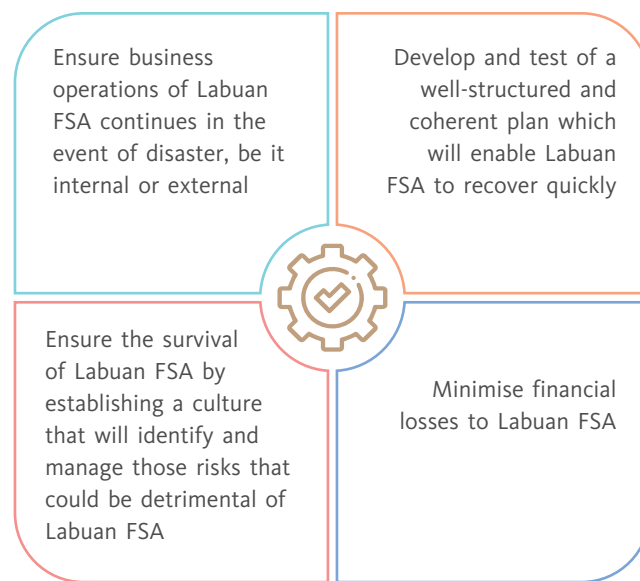 Ensure business
operations of Labuan
FSA continues in the
event of disaster, be it
internal or external
Develop and test of a
well-structured and
coherent plan which
will enable Labuan
FSA to recover quickly
Ensure the survival
of Labuan FSA by
establishing a culture
that will identify and
manage those risks that
could be detrimental of
Labuan FSA
Minimise financial
losses to Labuan FSA